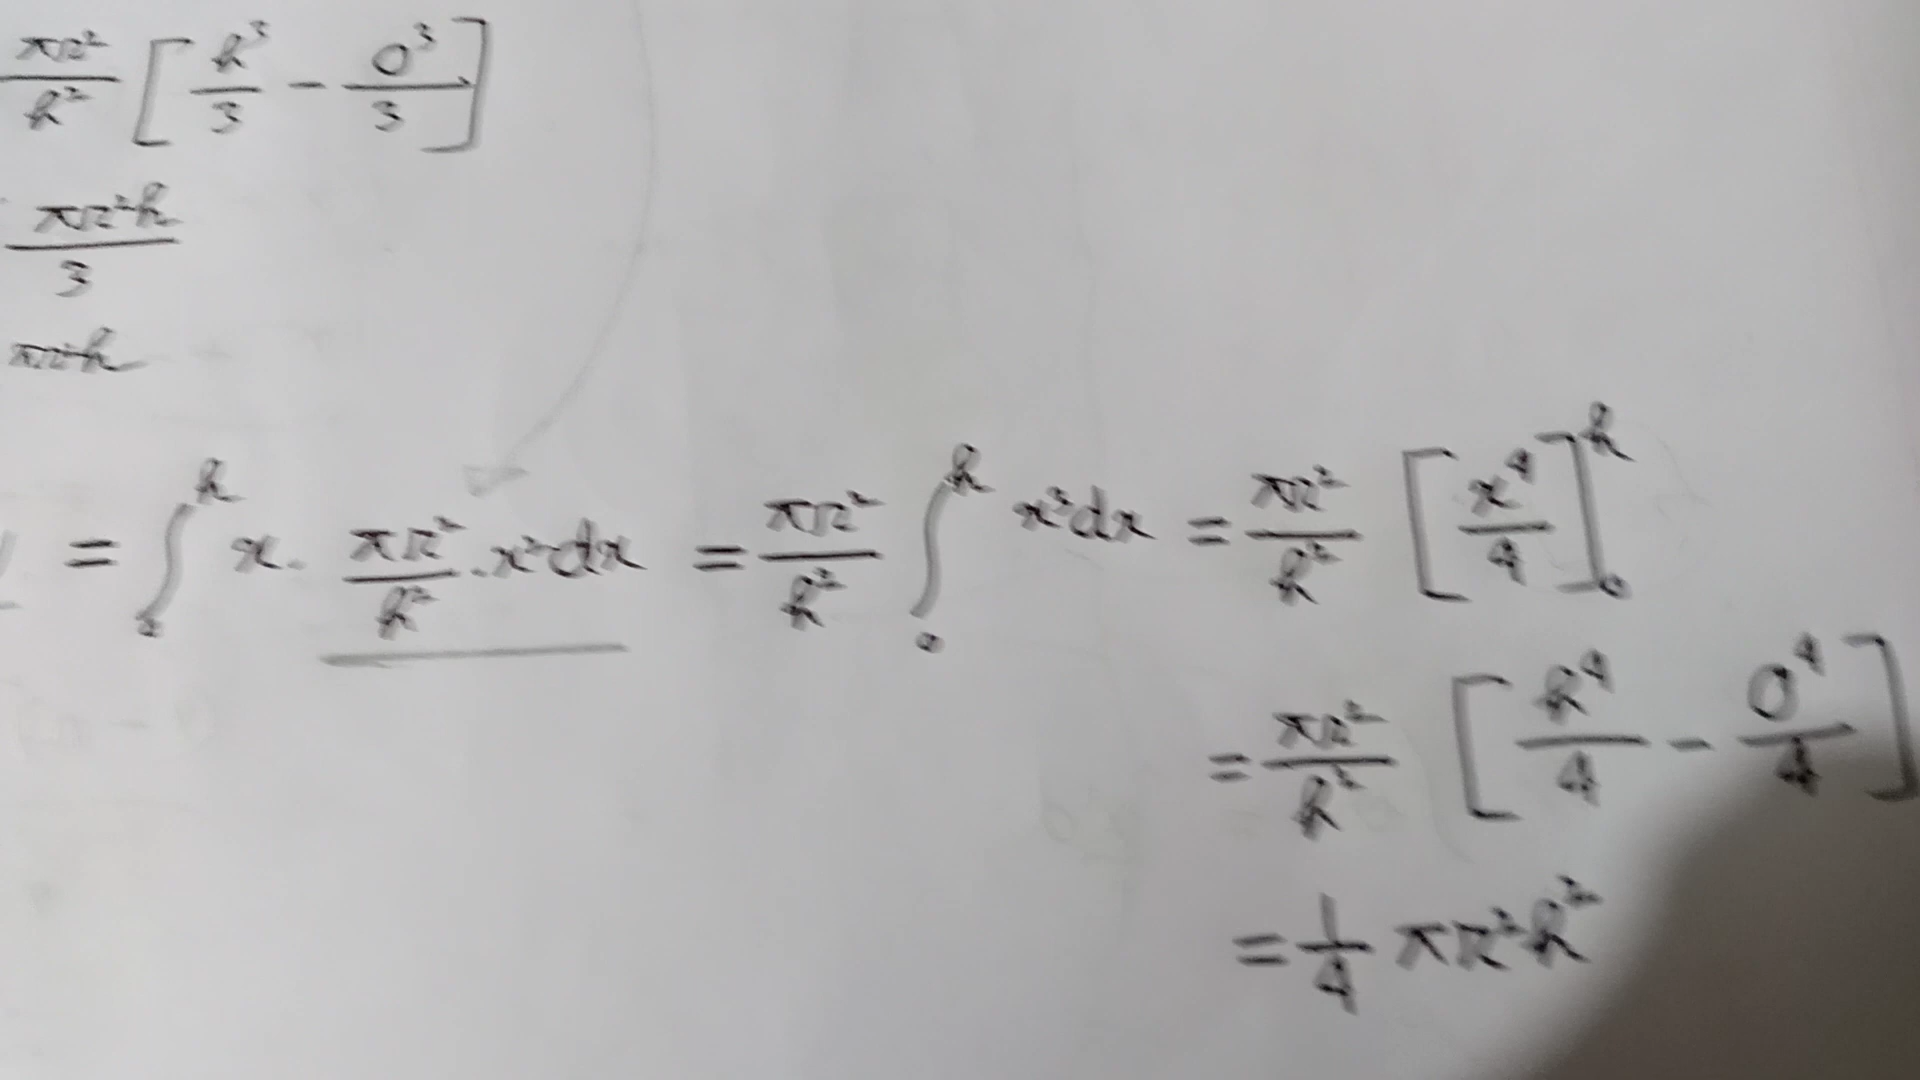 πr²/h² [h³/3 - 0³/3]
πr²h/3
πr²h
= ∫₀ʰ x · πr²/h² · x² dx = πr²/h² ∫₀ʰ x³ dx = πr²/h² [x⁴/4]₀ʰ
= πr²/h² [h⁴/4 - 0⁴/4]
= 1/4 πr²h²